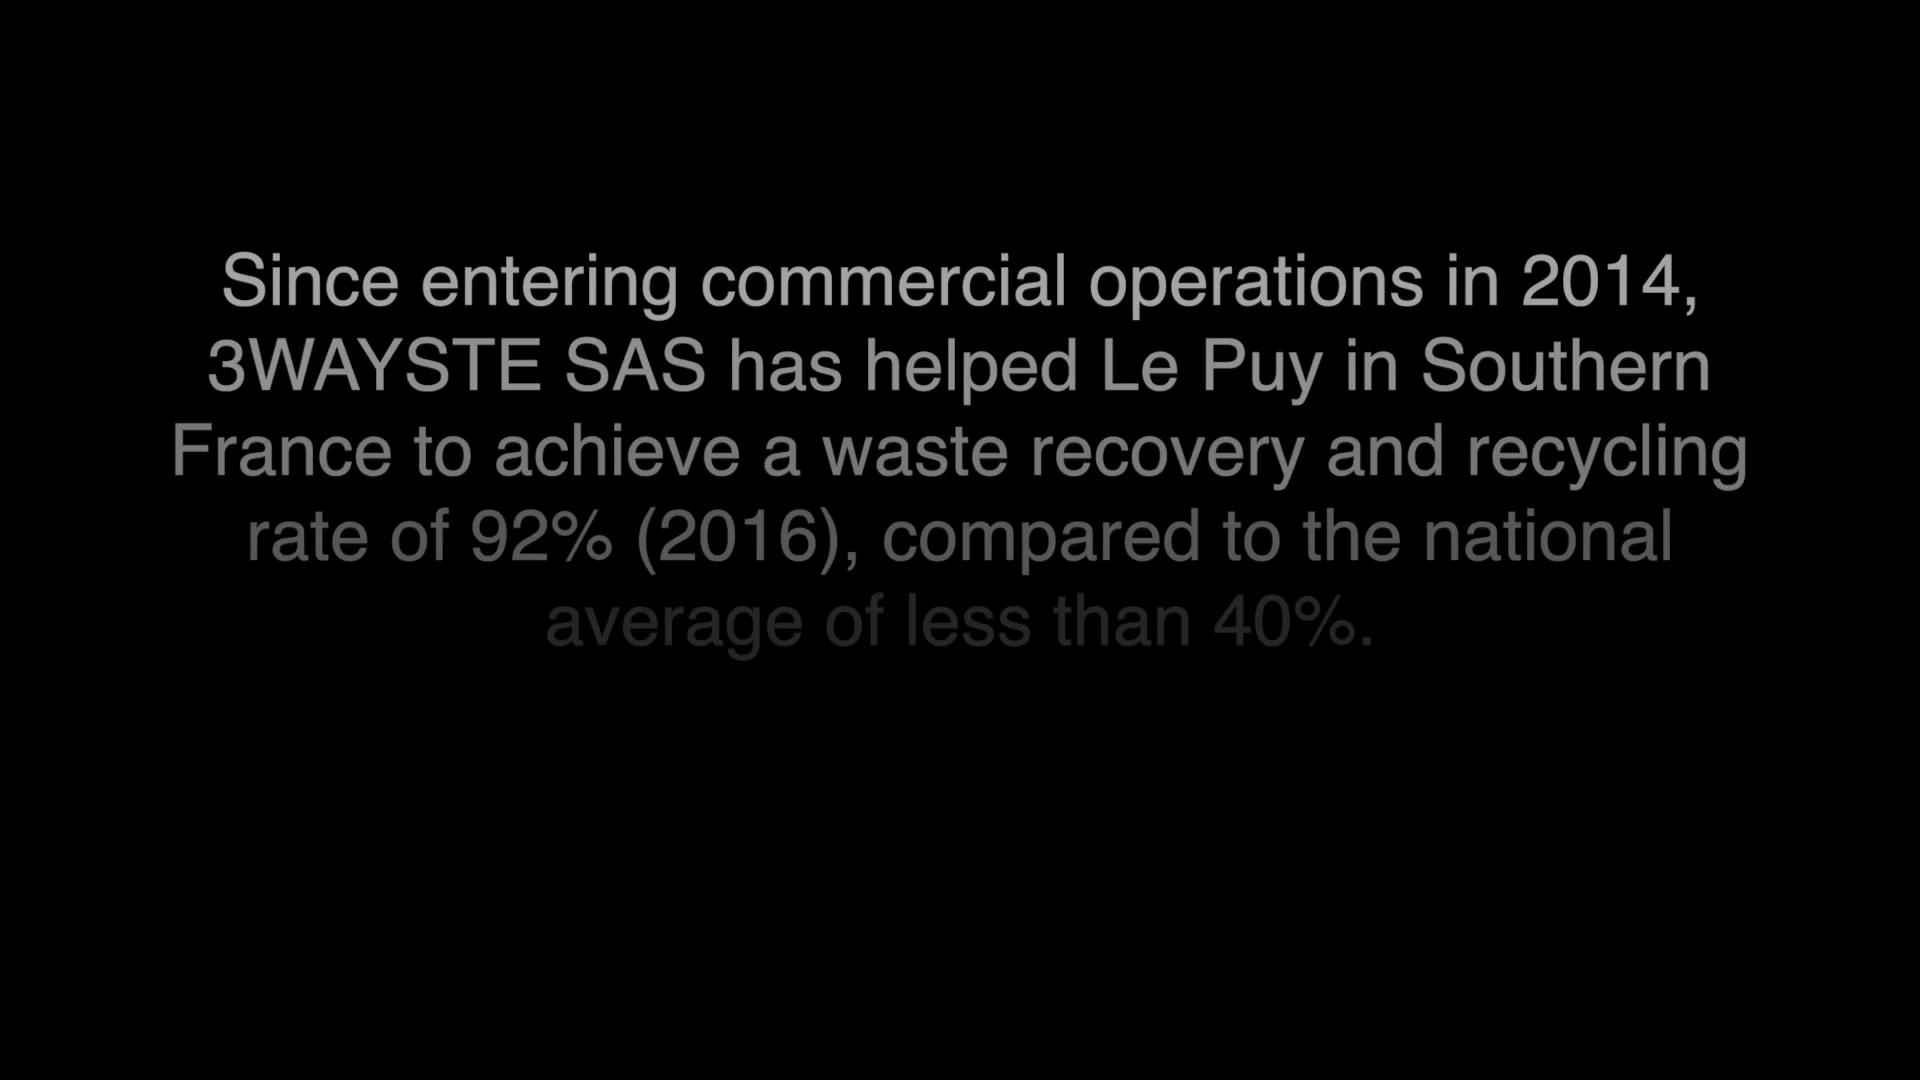 Since entering commercial operations in 2014,
3WAYSTE SAS has helped Le Puy in Southern
France to achieve a waste recovery and recycling
rate of 92% (2016), compared to the national
average of less than 40%.